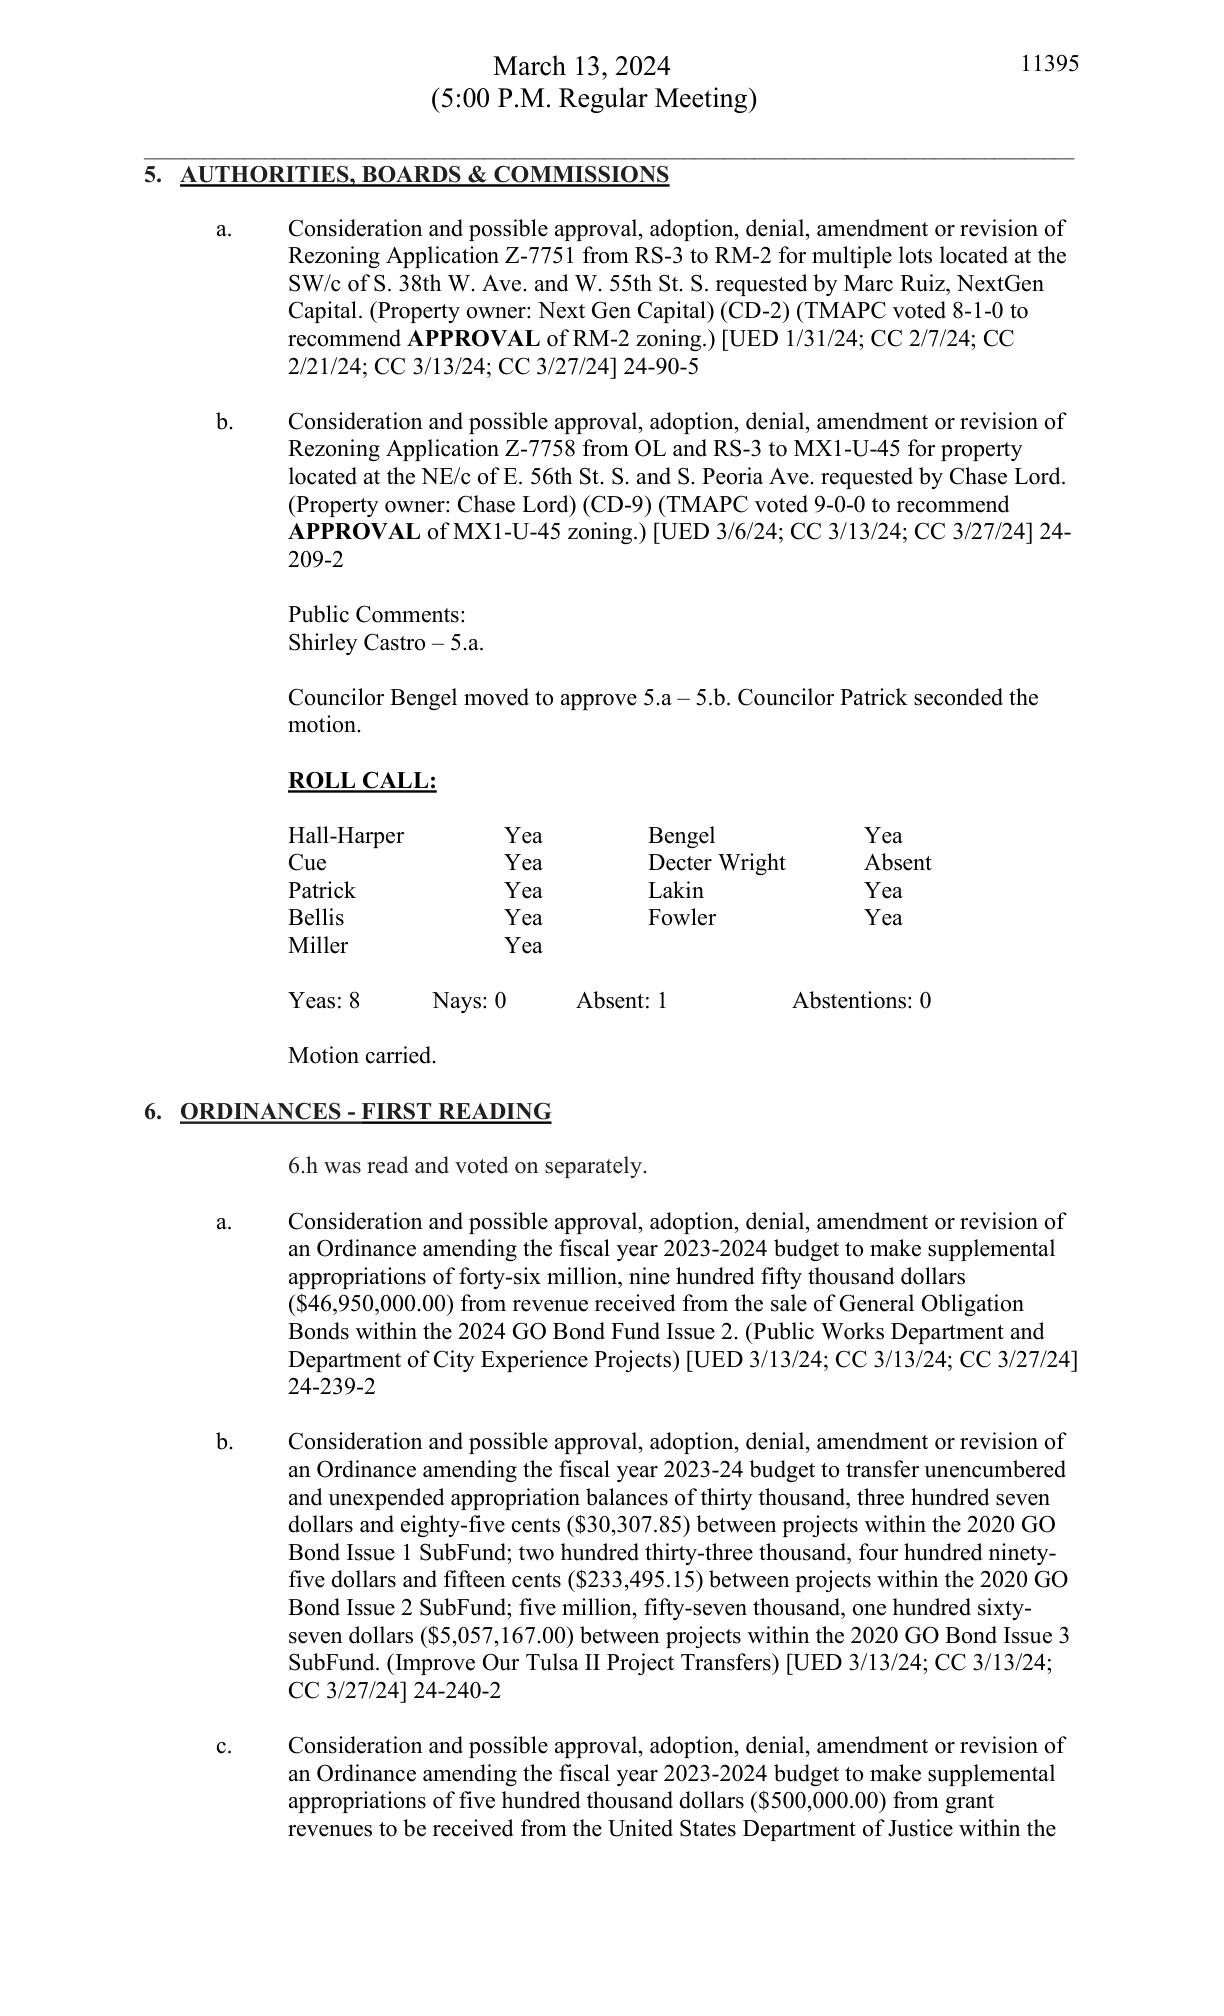 March 13, 2024
11395
(5:00 P.M. Regular Meeting)
5. AUTHORITIES, BOARDS & COMMISSIONS
a. Consideration and possible approval, adoption, denial, amendment or revision of
Rezoning Application Z-7751 from RS-3 to RM-2 for multiple lots located at the
SW/c of S. 38th W. Ave. and W. 55th St. S. requested by Marc Ruiz, NextGen
Capital. (Property owner: Next Gen Capital) (CD-2) (TMAPC voted 8-1-0 to
recommend APPROVAL of RM-2 zoning.) [UED 1/31/24; CC 2/7/24; CC
2/21/24; CC 3/13/24; CC 3/27/24] 24-90-5
b. Consideration and possible approval, adoption, denial, amendment or revision of
Rezoning Application Z-7758 from OL and RS-3 to MX1-U-45 for property
located at the NE/c of E. 56th St. S. and S. Peoria Ave. requested by Chase Lord.
(Property owner: Chase Lord) (CD-9) (TMAPC voted 9-0-0 to recommend
APPROVAL of MX1-U-45 zoning.) [UED 3/6/24; CC 3/13/24; CC 3/27/24] 24-
209-2
Public Comments:
Shirley Castro – 5.a.
Councilor Bengel moved to approve 5.a – 5.b. Councilor Patrick seconded the
motion.
ROLL CALL:
Hall-Harper Yea Bengel Yea
Cue Yea Decter Wright Absent
Patrick Yea Lakin Yea
Bellis Yea Fowler Yea
Miller Yea
Yeas: 8 Nays: 0 Absent: 1 Abstentions: 0
Motion carried.
6. ORDINANCES - FIRST READING
6.h was read and voted on separately.
a. Consideration and possible approval, adoption, denial, amendment or revision of
an Ordinance amending the fiscal year 2023-2024 budget to make supplemental
appropriations of forty-six million, nine hundred fifty thousand dollars
($46,950,000.00) from revenue received from the sale of General Obligation
Bonds within the 2024 GO Bond Fund Issue 2. (Public Works Department and
Department of City Experience Projects) [UED 3/13/24; CC 3/13/24; CC 3/27/24]
24-239-2
b. Consideration and possible approval, adoption, denial, amendment or revision of
an Ordinance amending the fiscal year 2023-24 budget to transfer unencumbered
and unexpended appropriation balances of thirty thousand, three hundred seven
dollars and eighty-five cents ($30,307.85) between projects within the 2020 GO
Bond Issue 1 SubFund; two hundred thirty-three thousand, four hundred ninety-
five dollars and fifteen cents ($233,495.15) between projects within the 2020 GO
Bond Issue 2 SubFund; five million, fifty-seven thousand, one hundred sixty-
seven dollars ($5,057,167.00) between projects within the 2020 GO Bond Issue 3
SubFund. (Improve Our Tulsa II Project Transfers) [UED 3/13/24; CC 3/13/24;
CC 3/27/24] 24-240-2
c. Consideration and possible approval, adoption, denial, amendment or revision of
an Ordinance amending the fiscal year 2023-2024 budget to make supplemental
appropriations of five hundred thousand dollars ($500,000.00) from grant
revenues to be received from the United States Department of Justice within the